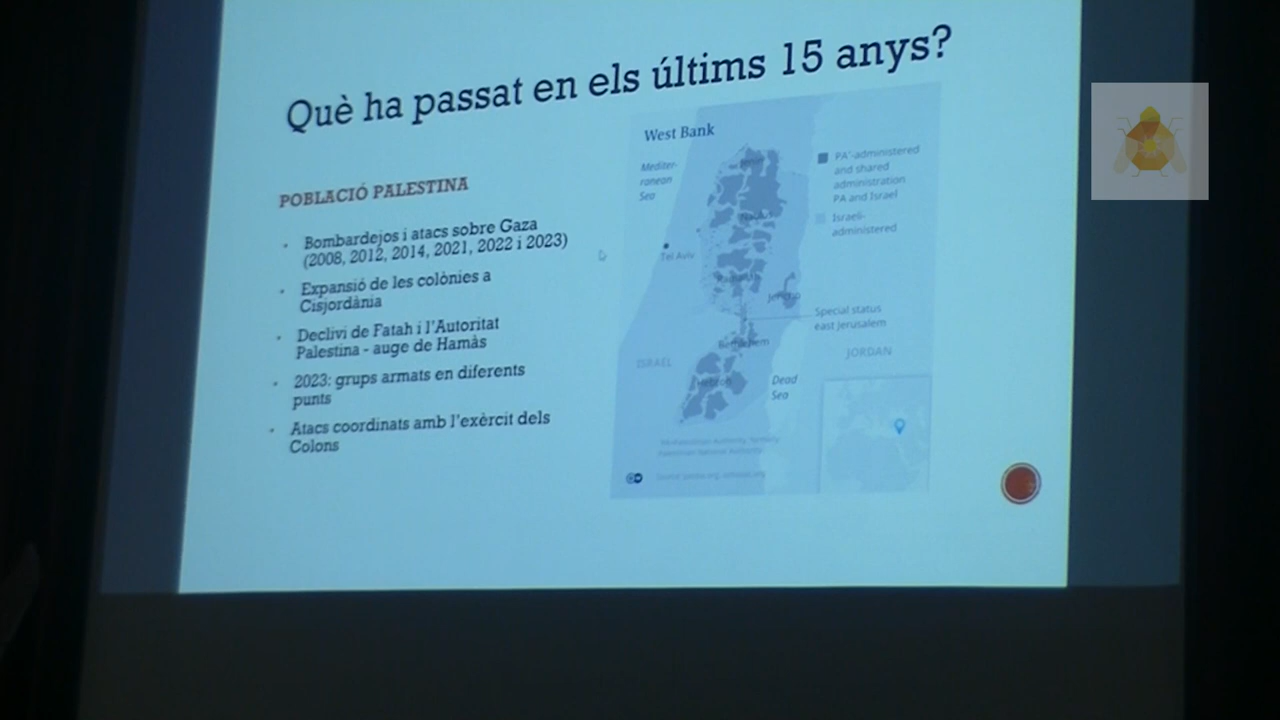 Què ha passat en els últims 15 anys?
POBLACIÓ PALESTINA
Bombardejos i atacs sobre Gaza
(2008, 2012, 2014, 2021, 2022 i 2023)
Expansió de les colònies a
Cisjordània
Declivi de Fatah i l'Autoritat
Palestina - auge de Hamàs
2023: grups armats en diferents
punts
Atacs coordinats amb l'exèrcit dels
Colons
West Bank
Mediter-
ranean
Sea
PA*-administered
and shared
administration
PA and Israel
Israeli-
administered
Tel Aviv
Jericho
Special status
east Jerusalem
Bethlehem
ISRAEL
JORDAN
Hebron
Dead
Sea